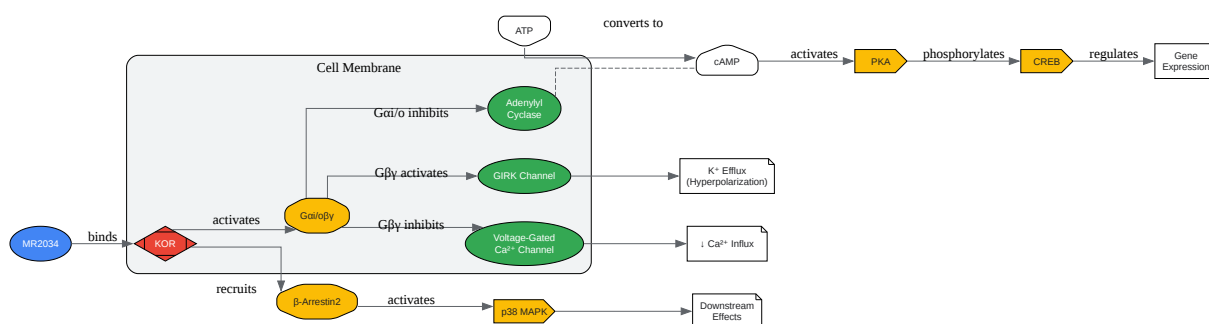 ATP
converts to
Cell Membrane
cAMP
activates
PKA
phosphorylates
CREB
regulates
Gene
Expression
Adenylyl
Cyclase
Gαi/o inhibits
Gβγ activates
GIRK Channel
K⁺ Efflux
(Hyperpolarization)
MR2034
binds
KOR
activates
Gαi/oβγ
Gβγ inhibits
Voltage-Gated
Ca²⁺ Channel
↓ Ca²⁺ Influx
recruits
β-Arrestin2
activates
p38 MAPK
Downstream
Effects